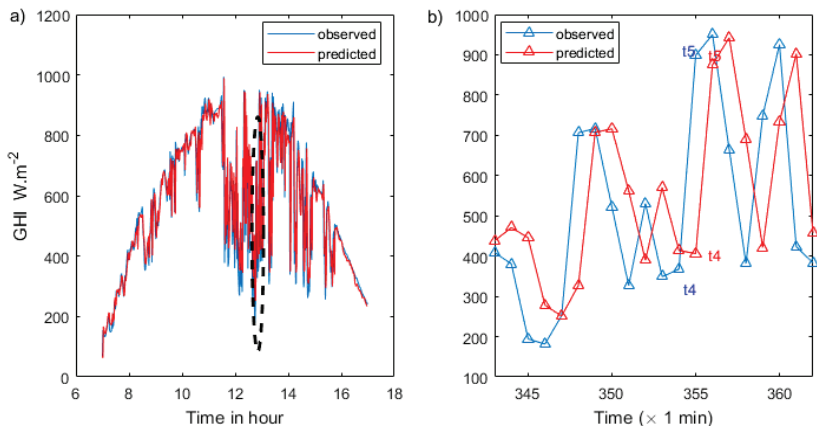 a)
GHI W.m-2
1200
1000
800
600
400
200
0
6
8
10
12
14
16
18
Time in hour
observed
predicted
b)
1000
900
800
700
600
500
400
300
200
100
345
350
355
360
Time (× 1 min)
observed
predicted
t5
t5
t4
t4